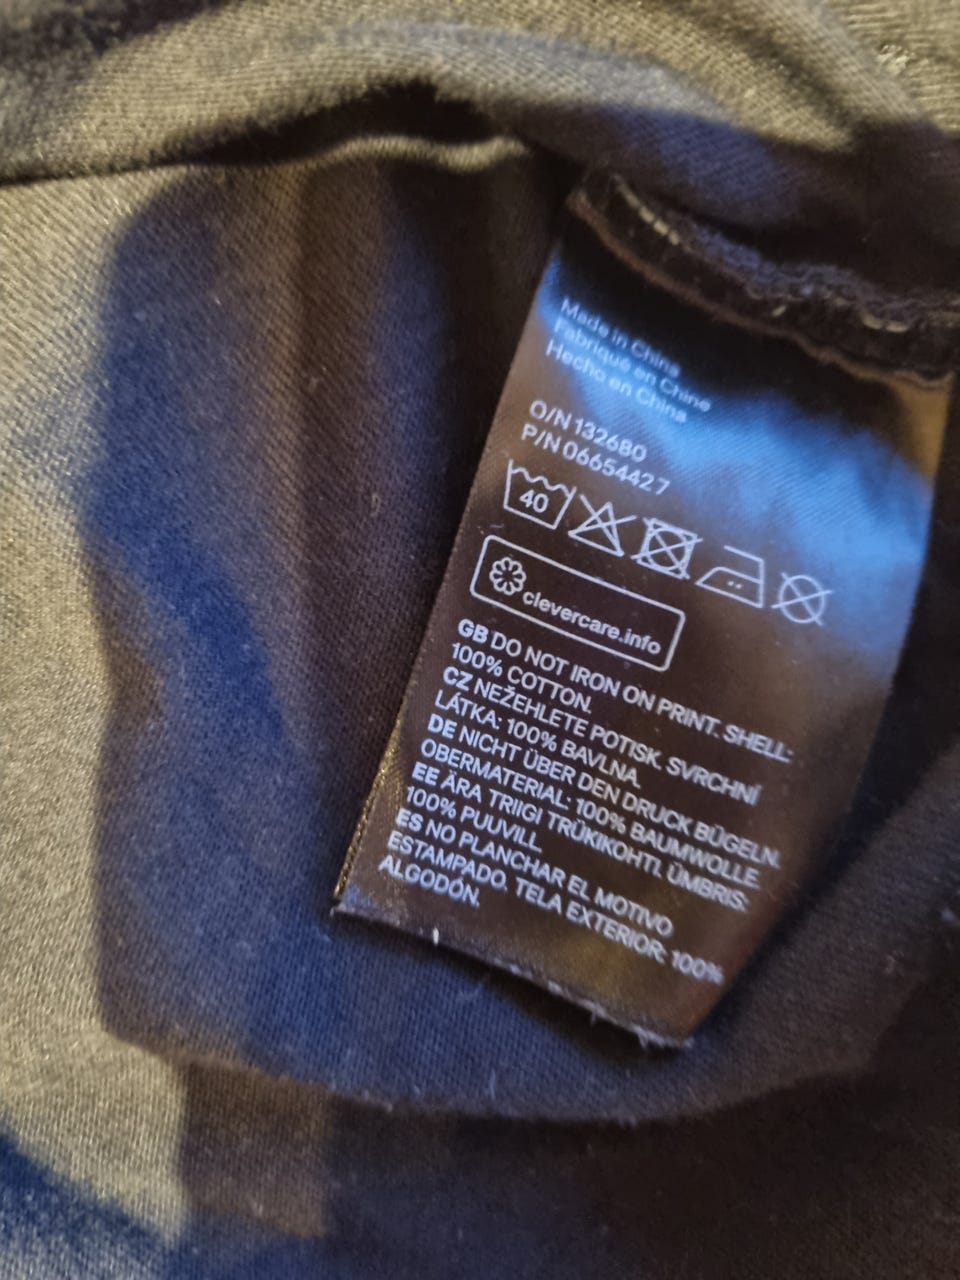 Made in China
Fabriqué en Chine
Hecho en China
O/N 132680
P/N 06654427
40
clevercare.info
GB DO NOT IRON ON PRINT. SHELL:
100% COTTON.
CZ NEŽEHLETE POTISK. SVRCHNÍ
LÁTKA: 100% BAVLNA.
DE NICHT ÜBER DEN DRUCK BÜGELN.
OBERMATERIAL: 100% BAUMWOLLE.
EE ÄRA TRIIGI TRÜKIKOHTI. ÜMBRIS:
100% PUUVILL.
ES NO PLANCHAR EL MOTIVO
ESTAMPADO. TELA EXTERIOR: 100%
ALGODÓN.